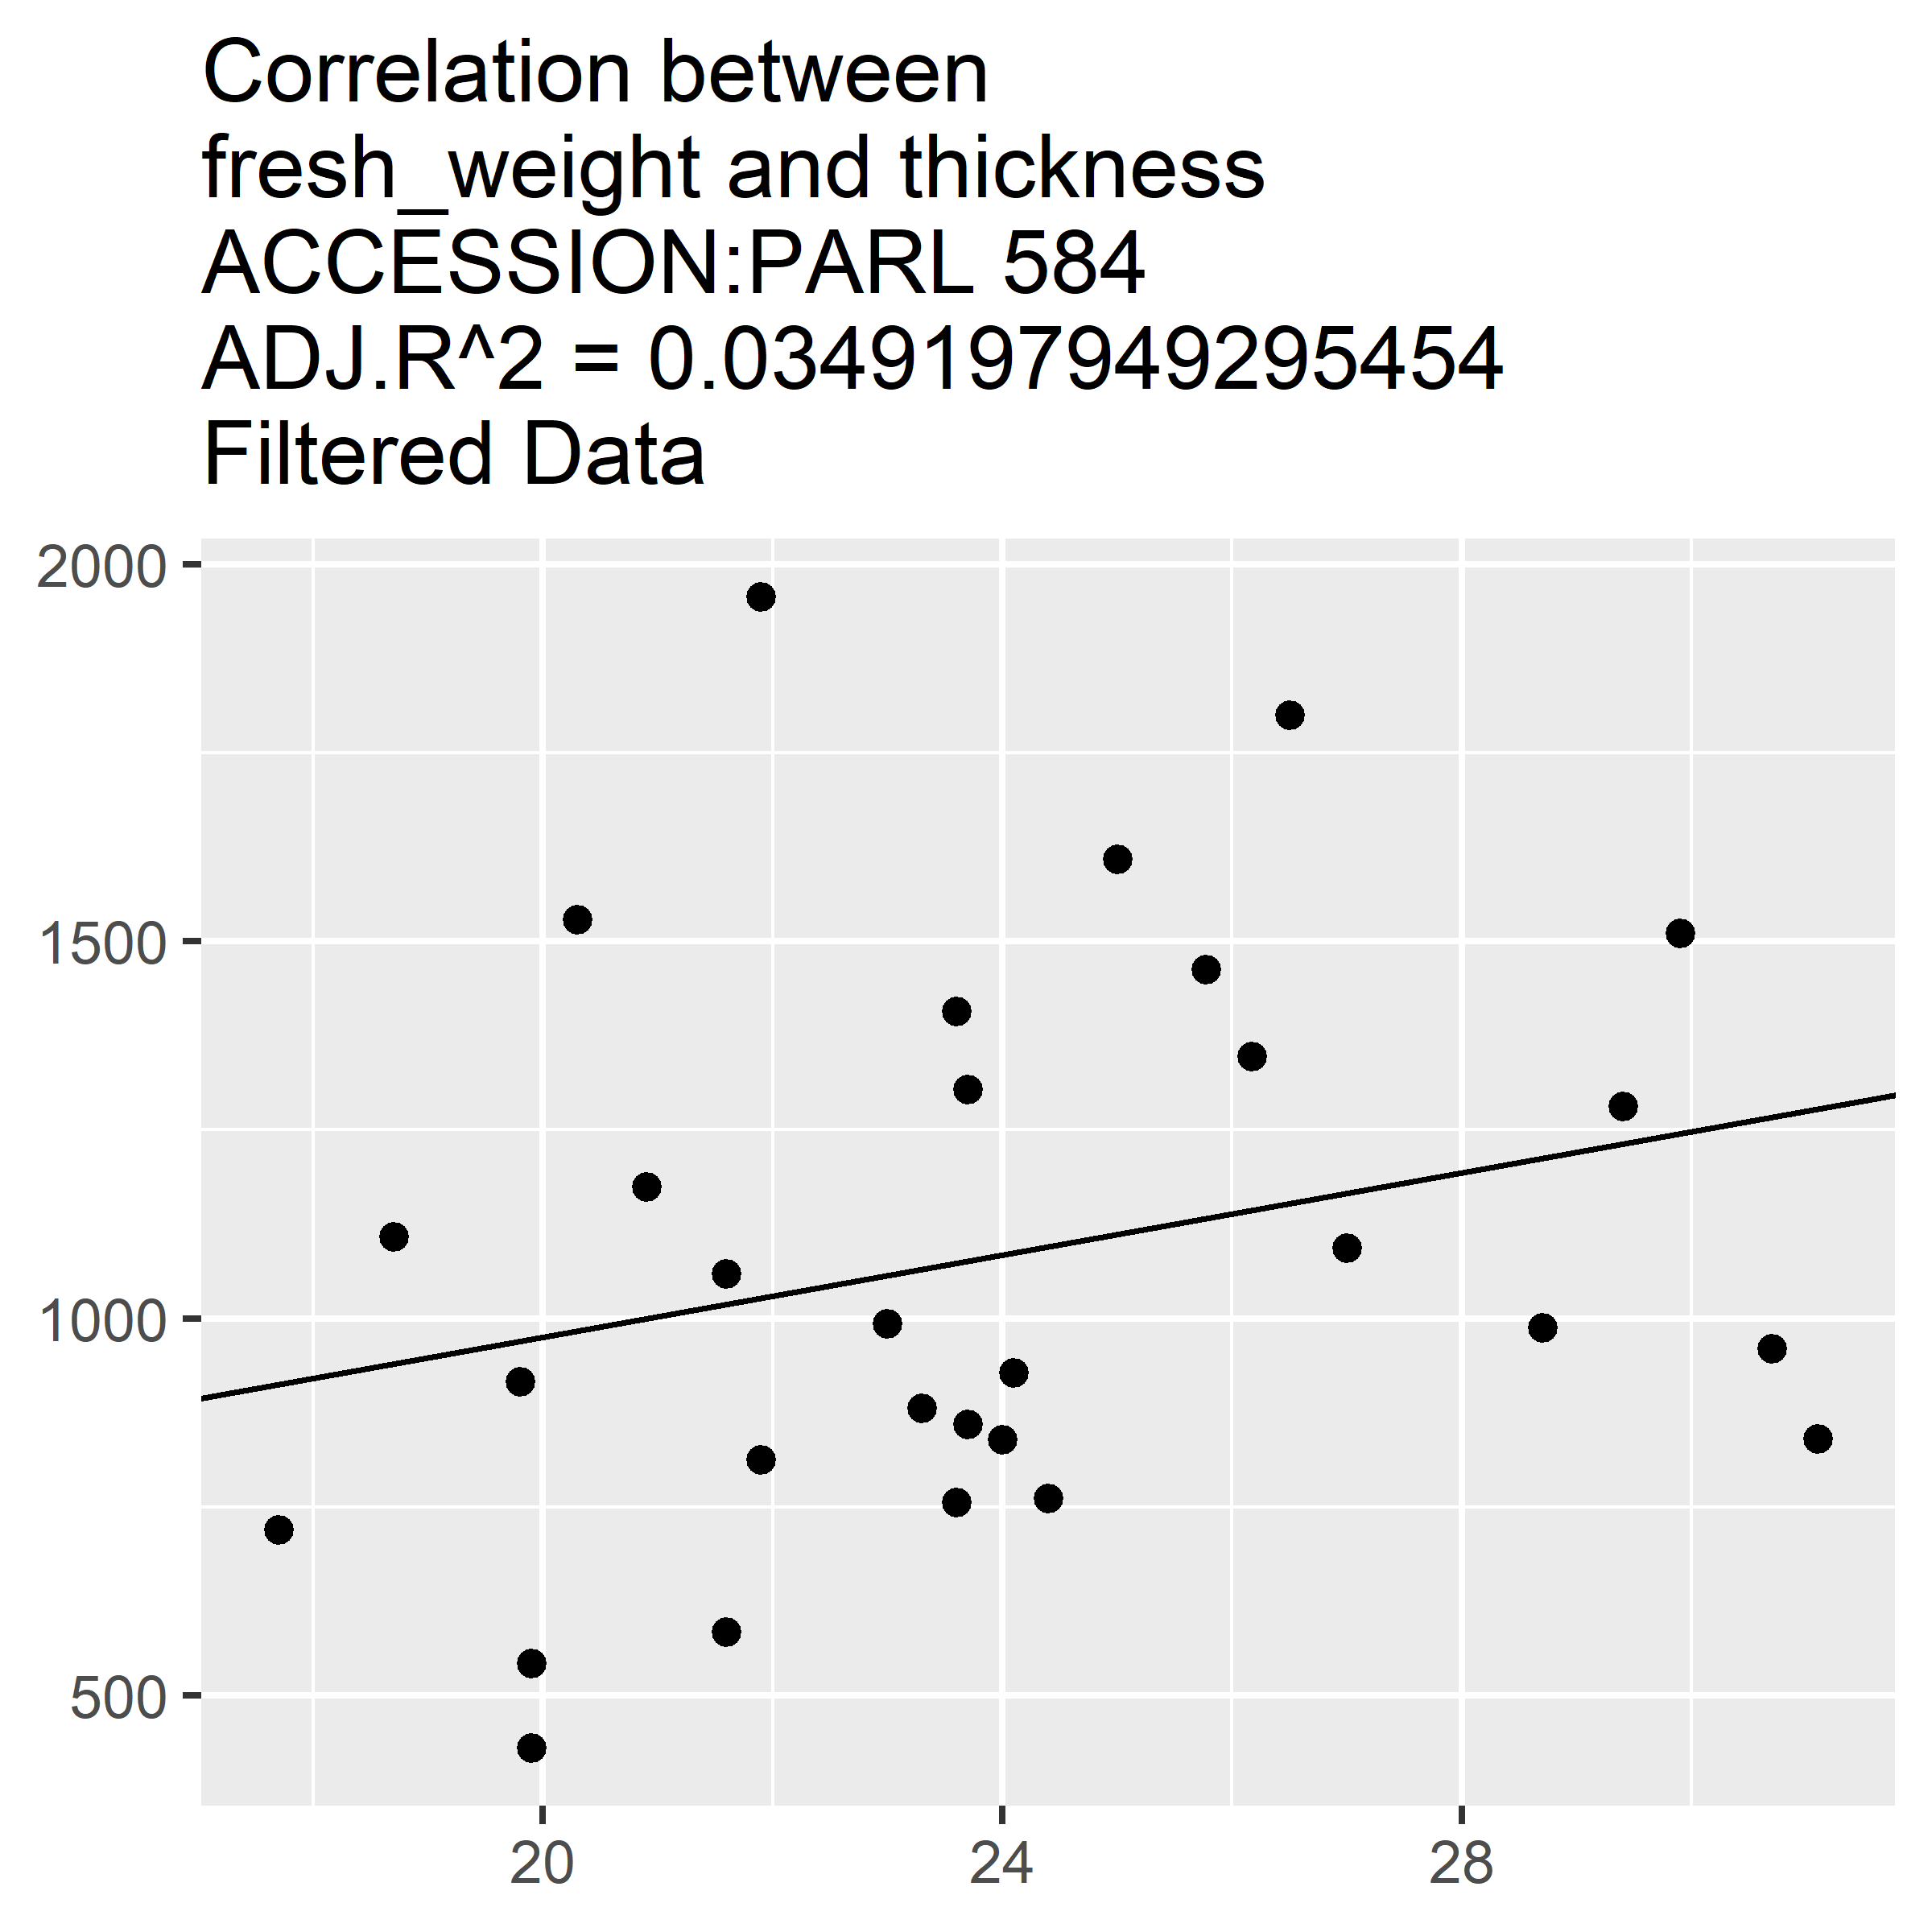 Correlation between
fresh_weight and thickness
ACCESSION:PARL 584
ADJ.R^2 = 0.0349197949295454
Filtered Data
2000
1500
1000
500
20 24 28